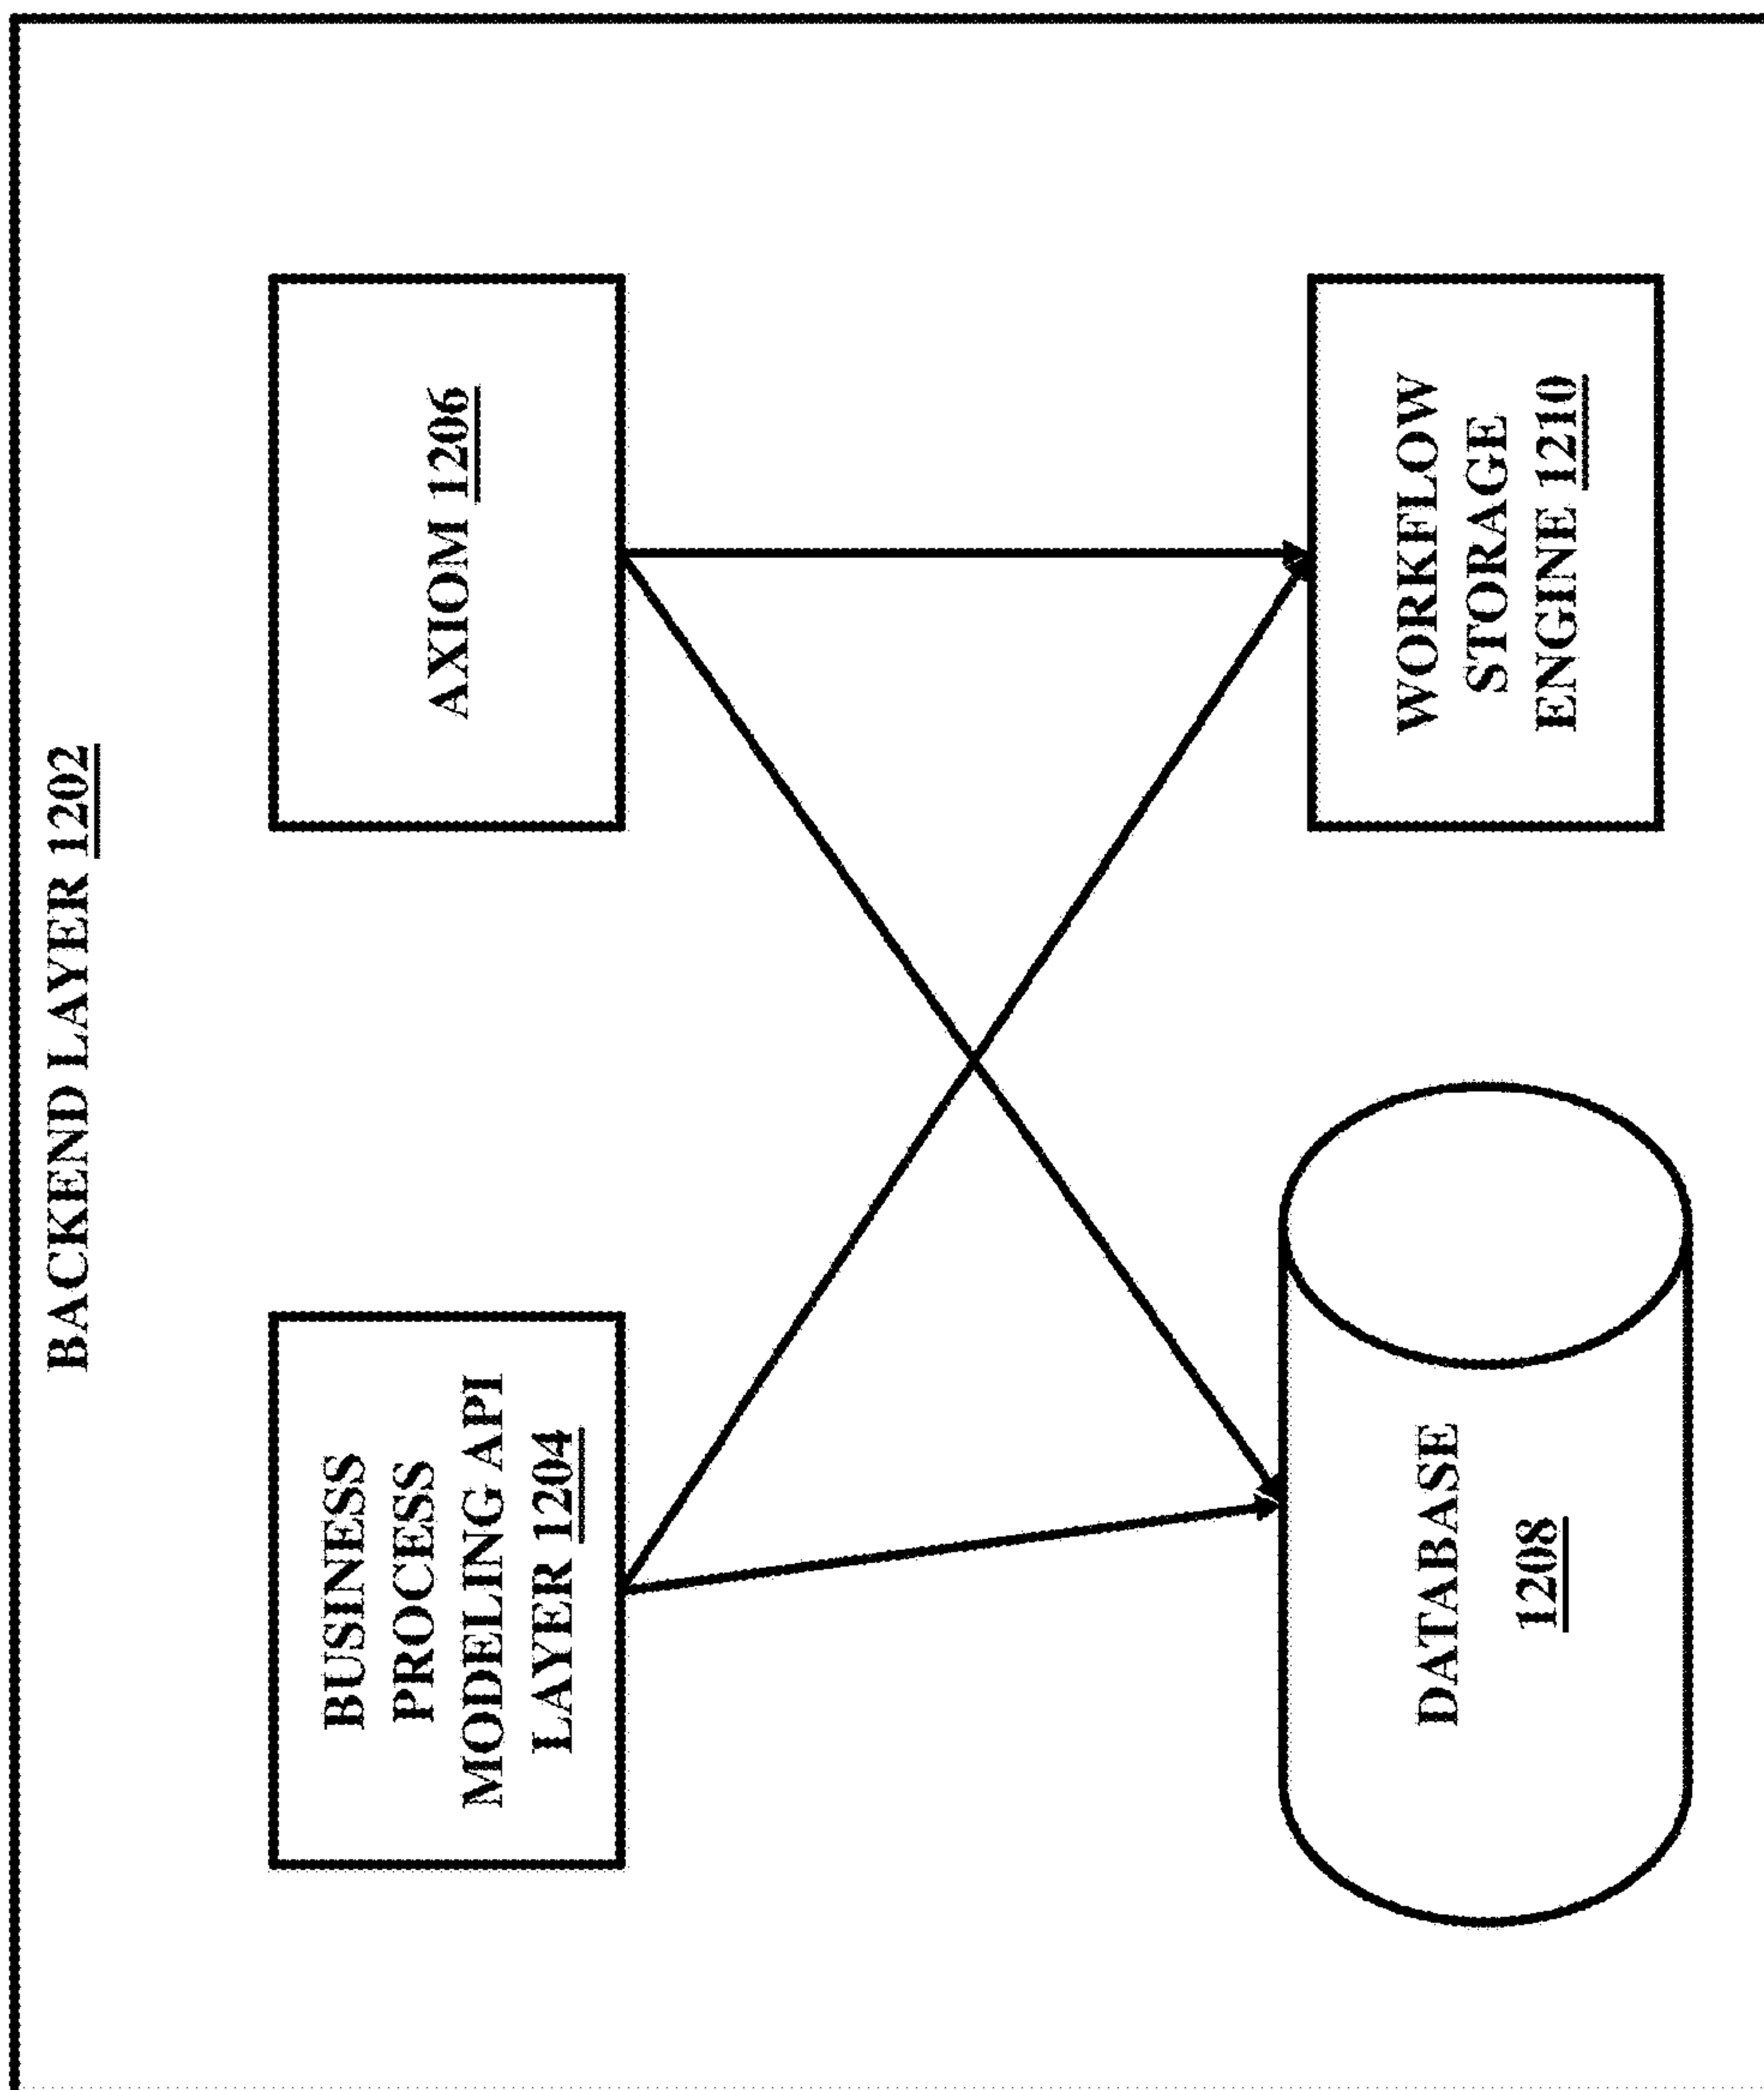 BACKEND LAYER 1202
BUSINESS
PROCESS
MODELING API
LAYER 1204
AXIOM 1206
DATABASE
1208
WORKFLOW
STORAGE
ENGINE 1210